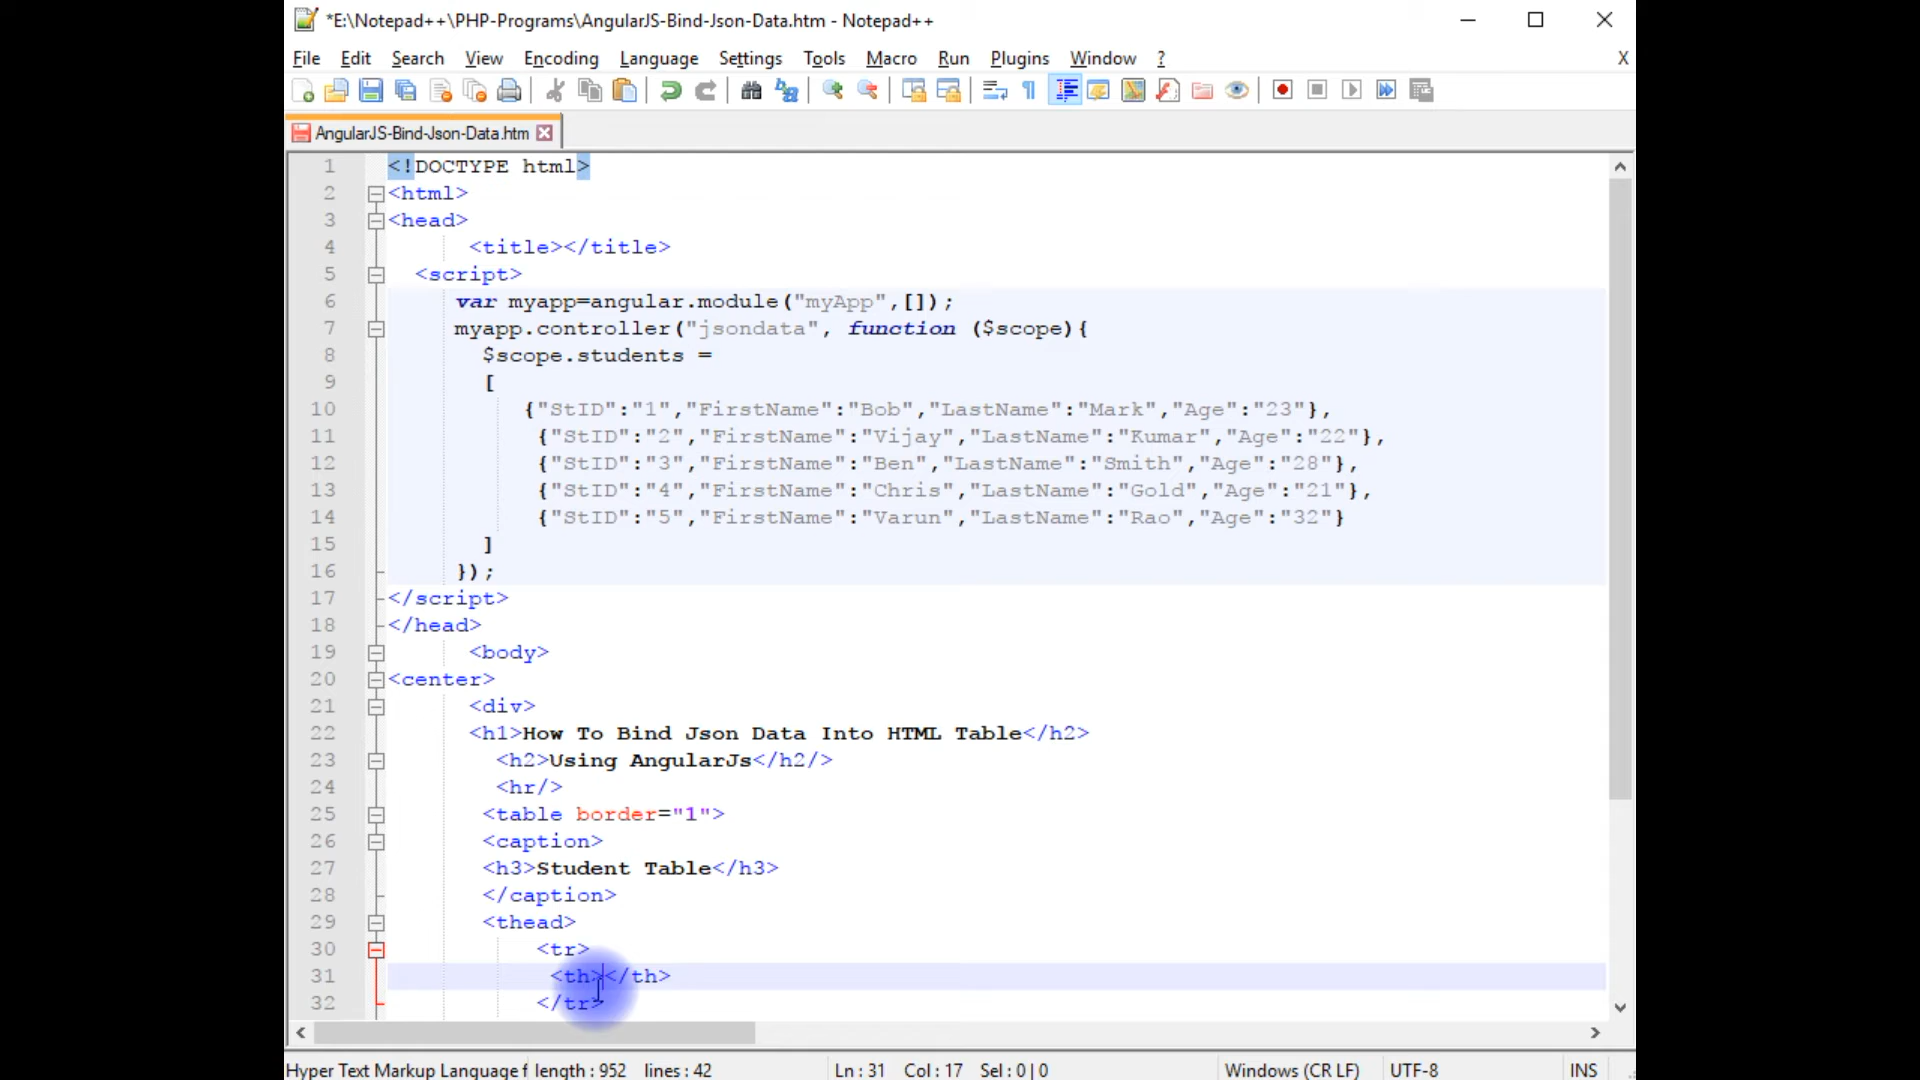 *E:\Notepad++\PHP-Programs\AngularJS-Bind-Json-Data.htm - Notepad++
File Edit Search View Encoding Language Settings Tools Macro Run Plugins Window ? X
AngularJS-Bind-Json-Data.htm
1 <!DOCTYPE html>
2 <html>
3 <head>
4 <title></title>
5 <script>
6 var myapp=angular.module("myApp",[]);
7 myapp.controller("jsondata", function ($scope){
8 $scope.students =
9 [
10 {"StID":"1","FirstName":"Bob","LastName":"Mark","Age":"23"},
11 {"StID":"2","FirstName":"Vijay","LastName":"Kumar","Age":"22"},
12 {"StID":"3","FirstName":"Ben","LastName":"Smith","Age":"28"},
13 {"StID":"4","FirstName":"Chris","LastName":"Gold","Age":"21"},
14 {"StID":"5","FirstName":"Varun","LastName":"Rao","Age":"32"}
15 ]
16 });
17 </script>
18 </head>
19 <body>
20 <center>
21 <div>
22 <h1>How To Bind Json Data Into HTML Table</h2>
23 <h2>Using AngularJs</h2/>
24 <hr/>
25 <table border="1">
26 <caption>
27 <h3>Student Table</h3>
28 </caption>
29 <thead>
30 <tr>
31 <th></th>
32 </tr>
Hyper Text Markup Language f length : 952 lines : 42 Ln : 31 Col : 17 Sel : 0 | 0 Windows (CR LF) UTF-8 INS